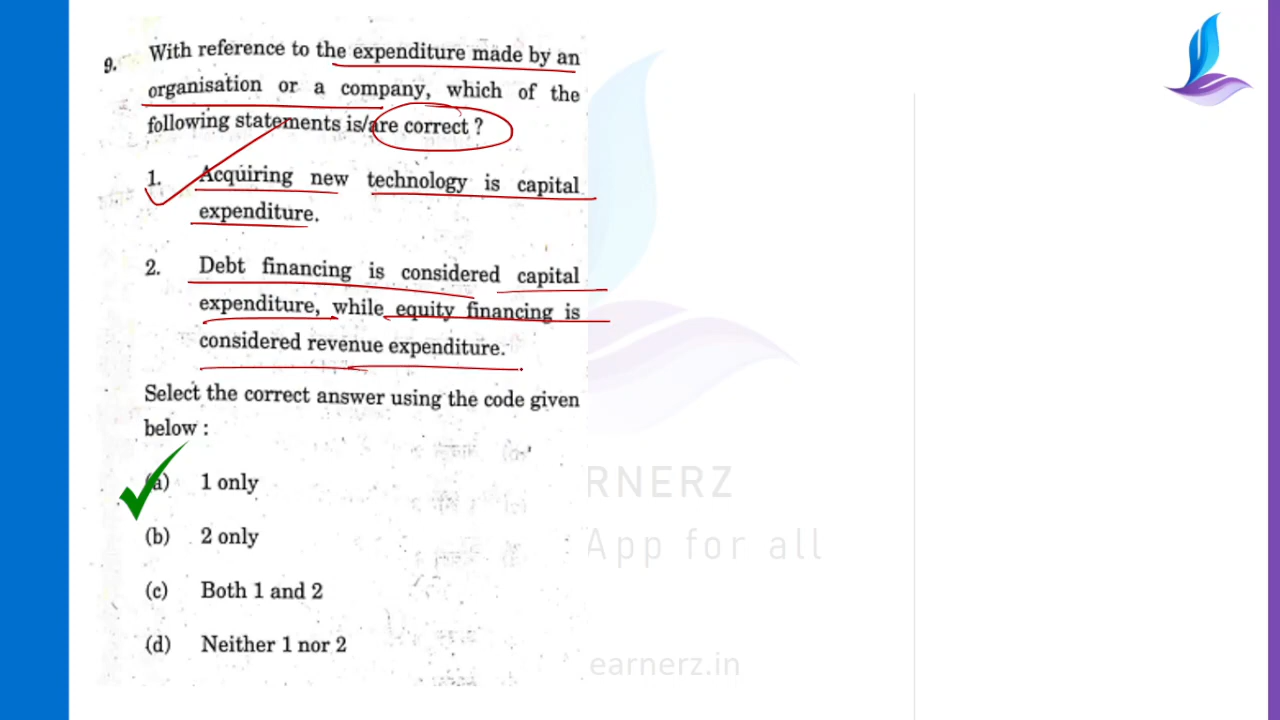 9. With reference to the expenditure made by an
organisation or a company, which of the
following statements is/are correct ?
1. Acquiring new technology is capital
expenditure.
2. Debt financing is considered capital
expenditure, while equity financing is
considered revenue expenditure.
Select the correct answer using the code given
below :
(a) 1 only
(b) 2 only
(c) Both 1 and 2
(d) Neither 1 nor 2
RNERZ
App for all
earnerz.in